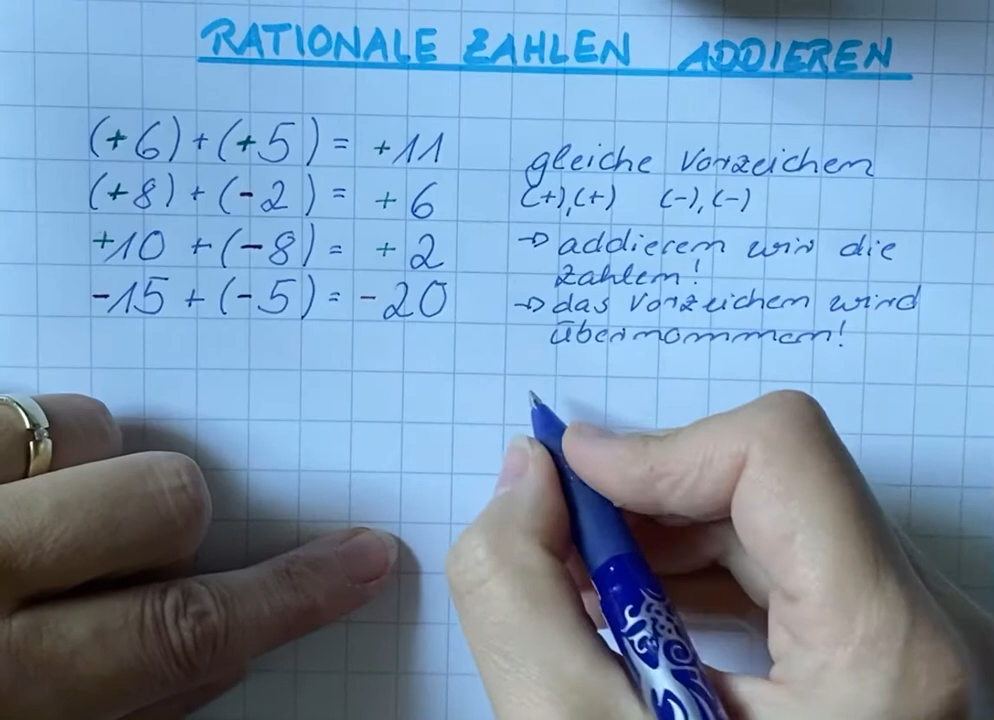 RATIONALE ZAHLEN ADDIEREN
(+6)+(+5)= +11
(+8)+(-2)= +6
+10 +(-8)= +2
-15+(-5)= -20
gleiche Vorzeichen
(+),(+) (-),(-)
→ addieren wir die
Zahlen!
→ das Vorzeichen wird
übernommen!